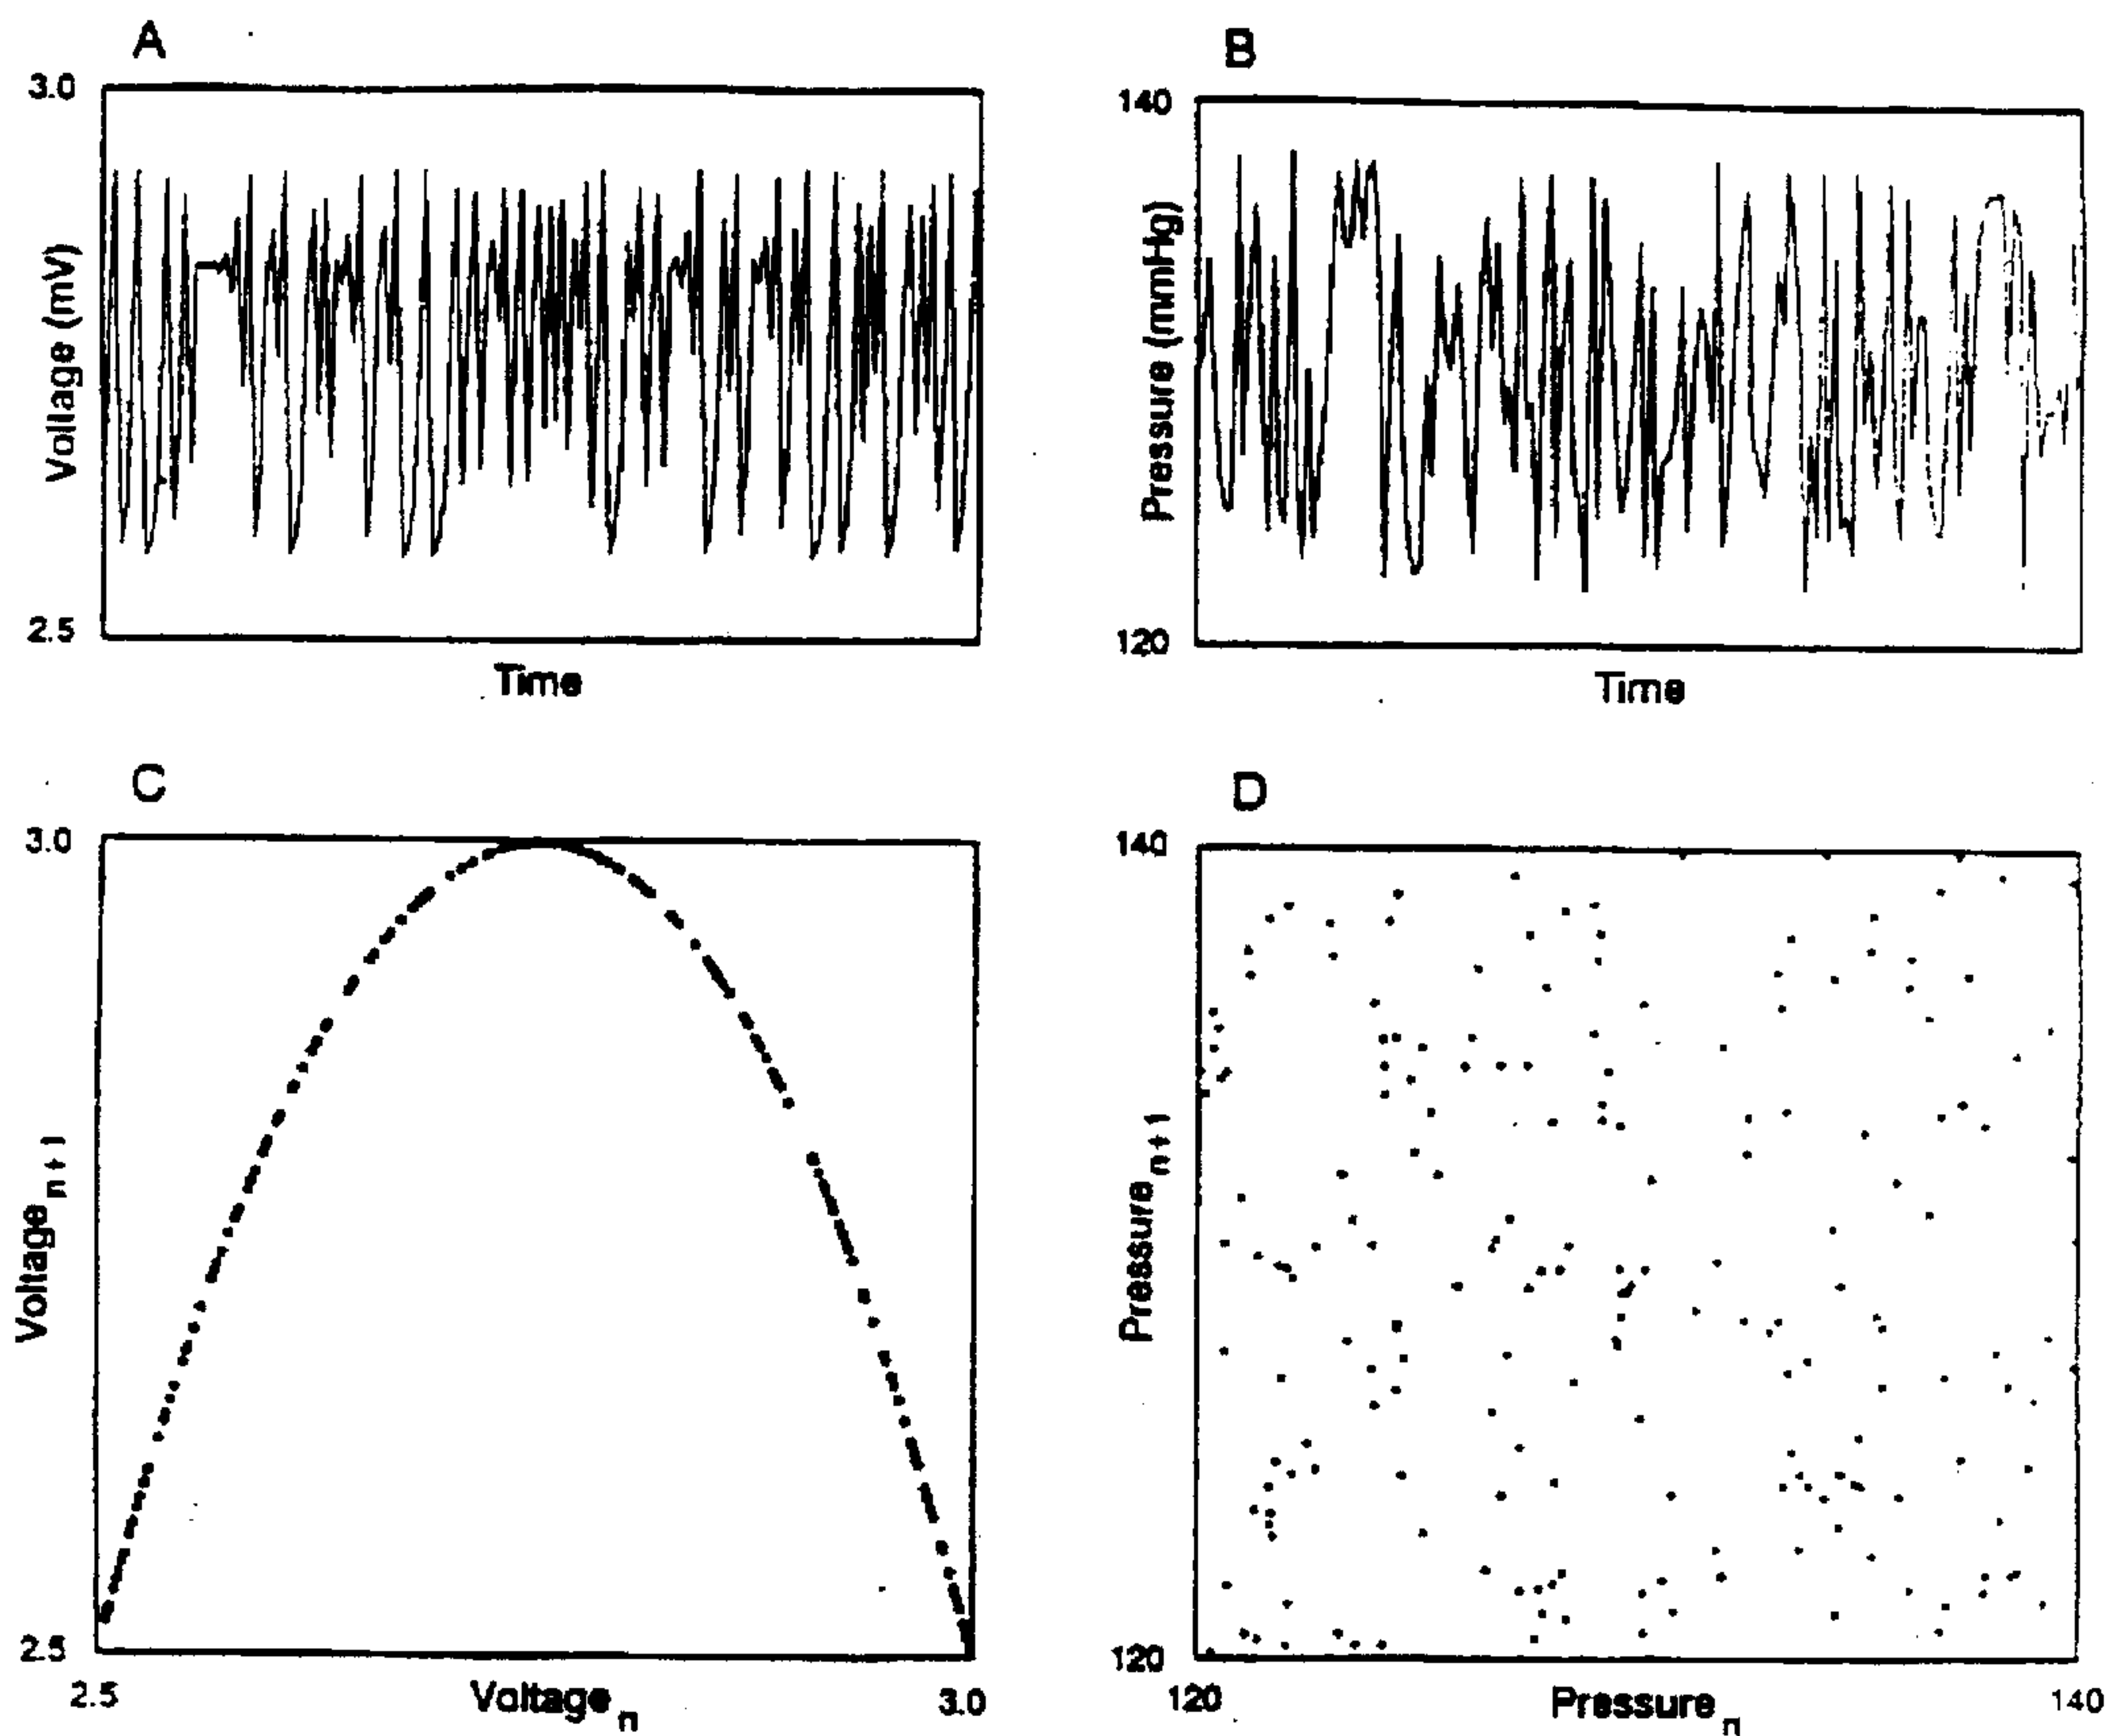 A
3.0
Voltage (mV)
2.5
Time
B
140
Pressure (mmHg)
120
Time
C
3.0
Voltage n+1
2.5
2.5
Voltage n
3.0
D
140
Pressure n+1
120
120
Pressure n
140